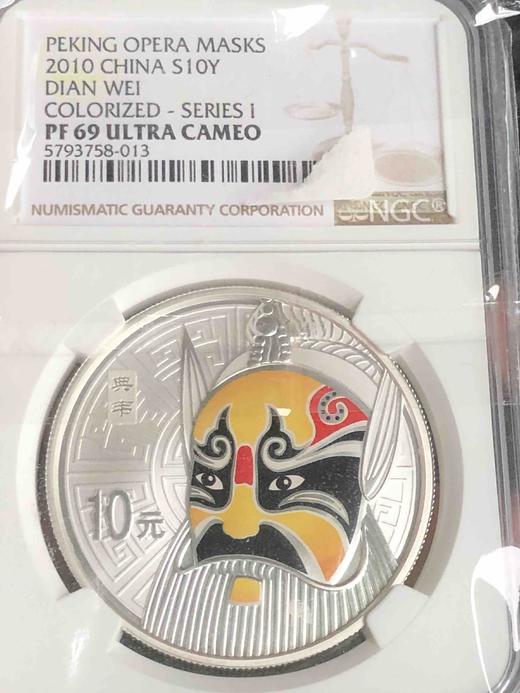 PEKING OPERA MASKS
2010 CHINA S10Y
DIAN WEI
COLORIZED - SERIES I
PF 69 ULTRA CAMEO
5793758-013
NUMISMATIC GUARANTY CORPORATION
NGC®
典韦
10元